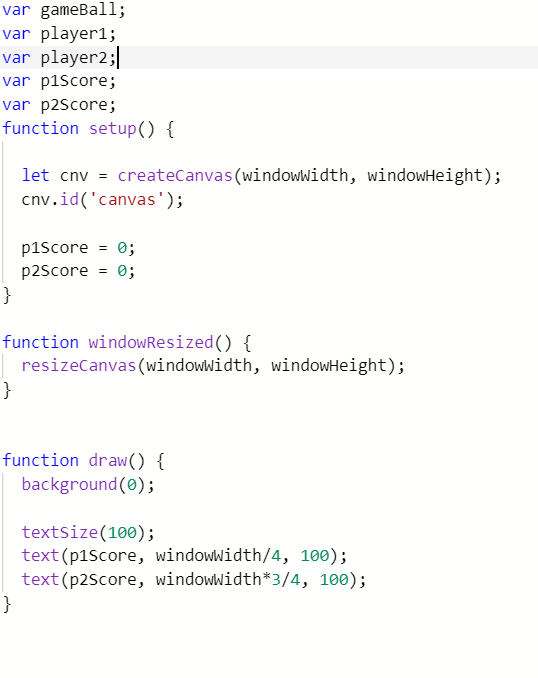 var gameBall;
var player1;
var player2;
var p1Score;
var p2Score;
function setup() {
let cnv = createCanvas(windowWidth, windowHeight);
cnv.id('canvas');
p1Score = 0;
p2Score = 0;
}
function windowResized() {
resizeCanvas(windowWidth, windowHeight);
}
function draw() {
background(0);
textSize(100);
text(p1Score, windowWidth/4, 100);
text(p2Score, windowWidth*3/4, 100);
}